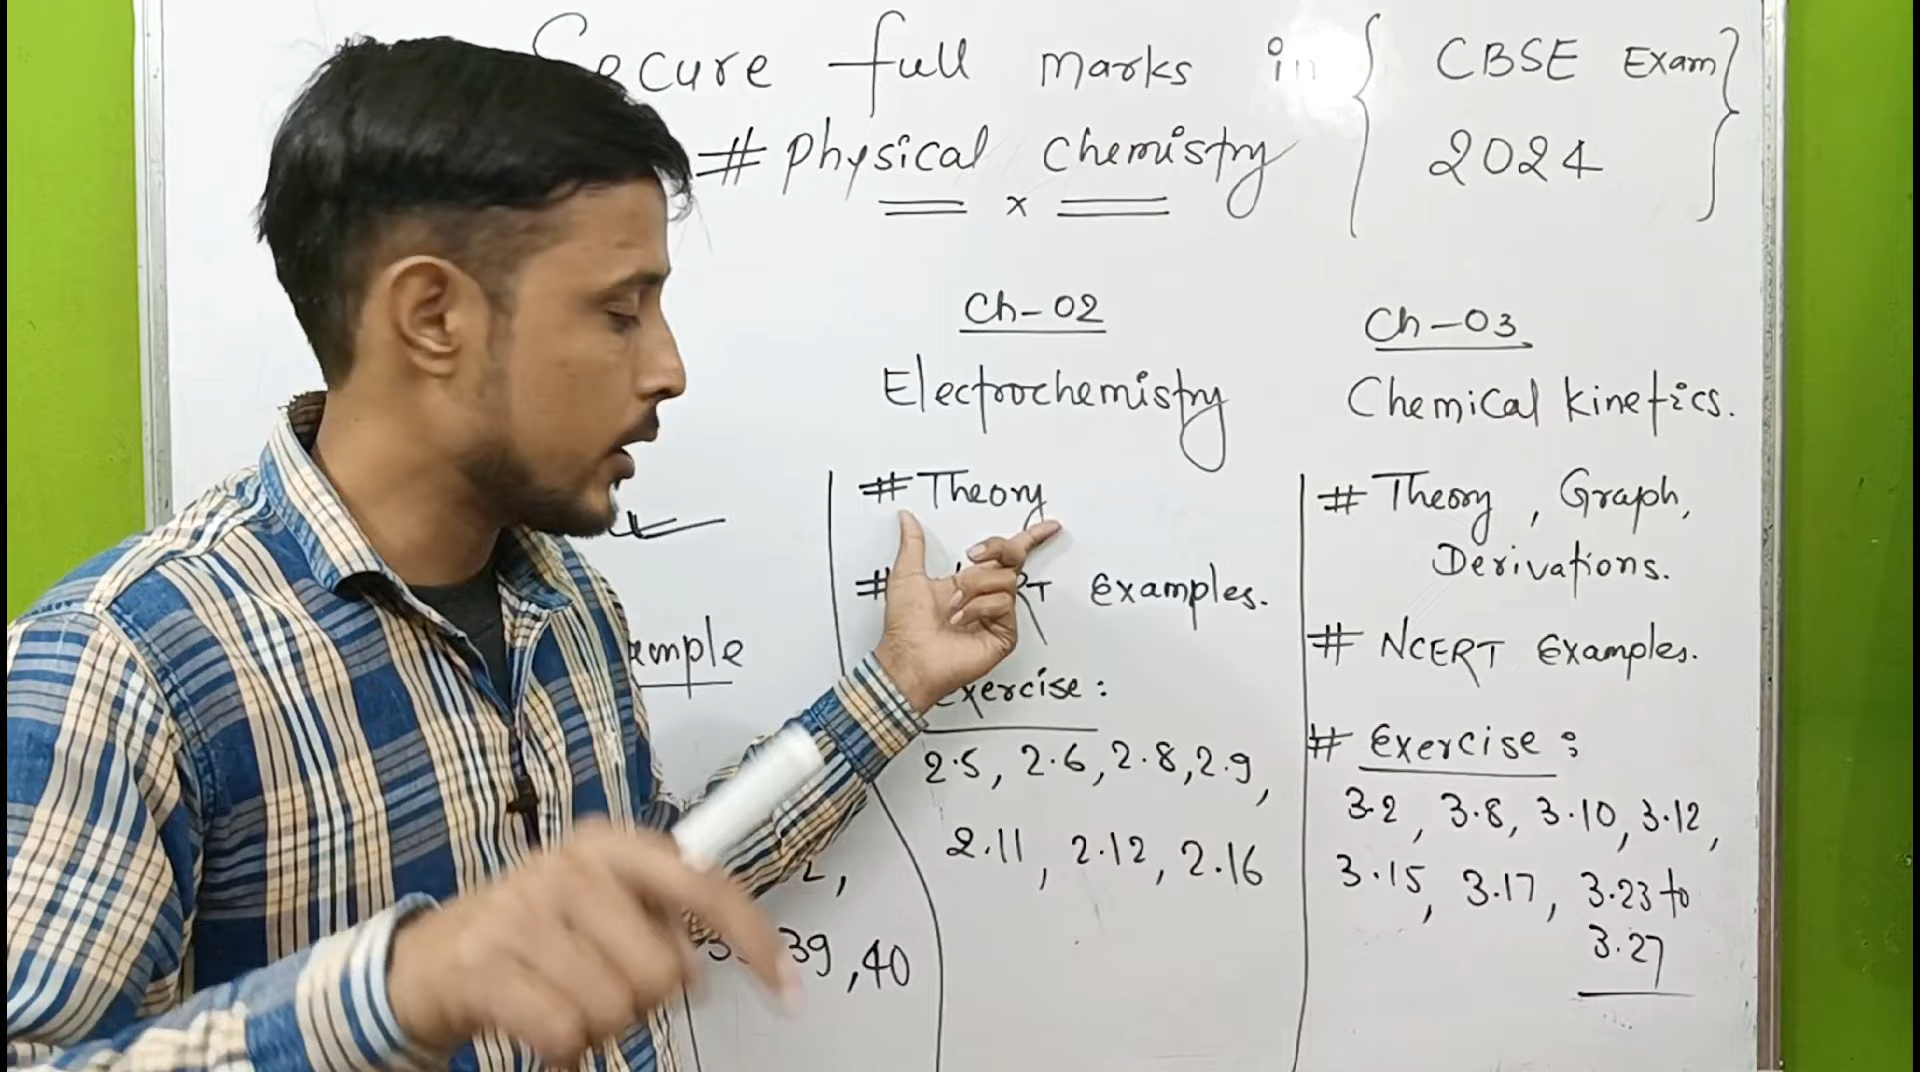 Secure full marks in { CBSE Exam }
# Physical chemistry 2024
Ch-02
Electrochemistry
# Theory
# Examples.
Exercise:
2.5, 2.6, 2.8, 2.9,
2.11, 2.12, 2.16
Ch-03
Chemical kinetics.
# Theory, Graph,
Derivations.
# NCERT Examples.
# Exercise:
3.2, 3.8, 3.10, 3.12,
3.15, 3.17, 3.23 to
3.27
39, 40